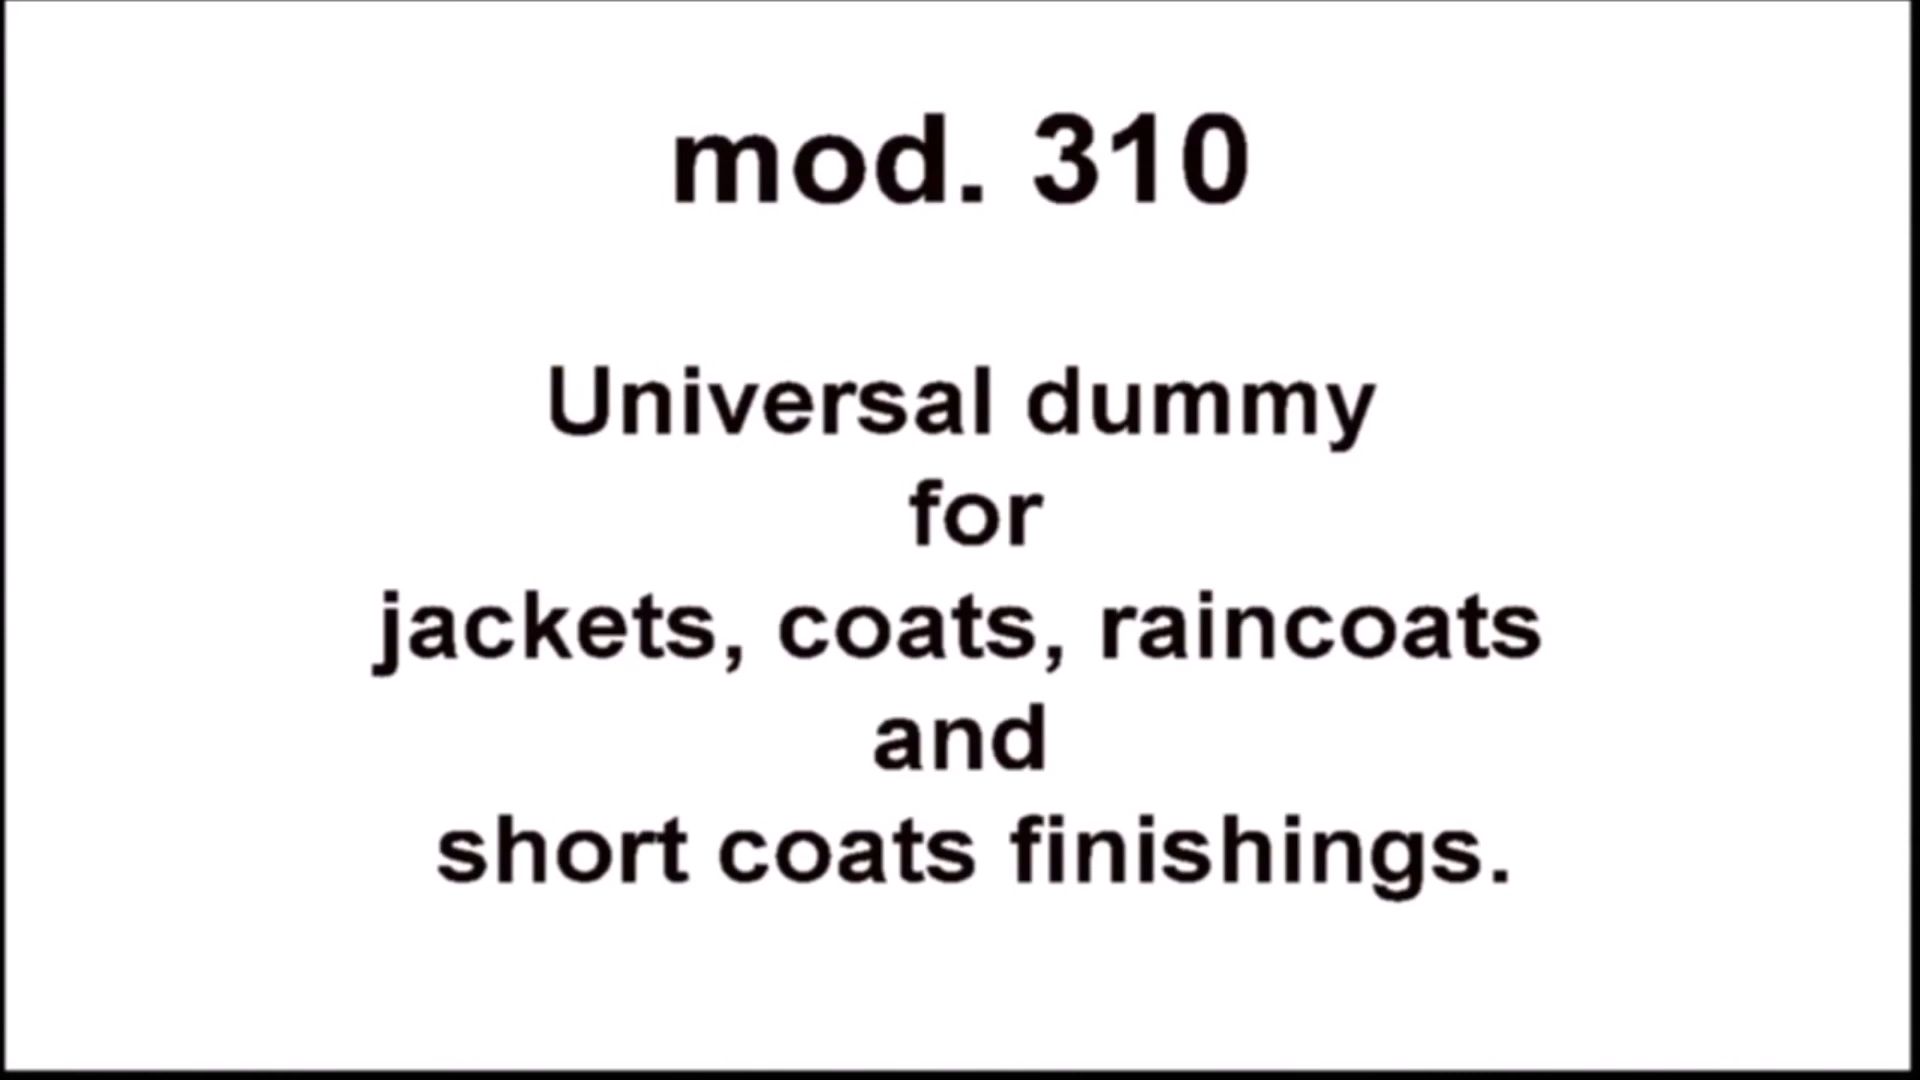 mod. 310
Universal dummy
for
jackets, coats, raincoats
and
short coats finishings.